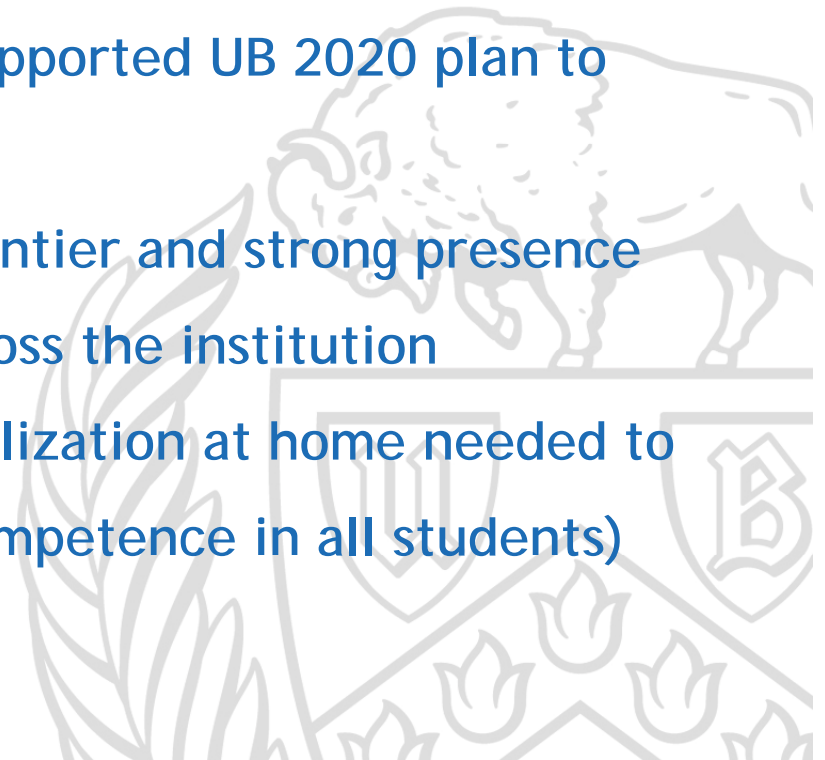 pported UB 2020 plan to
ntier and strong presence
oss the institution
lization at home needed to
mpetence in all students)
U B